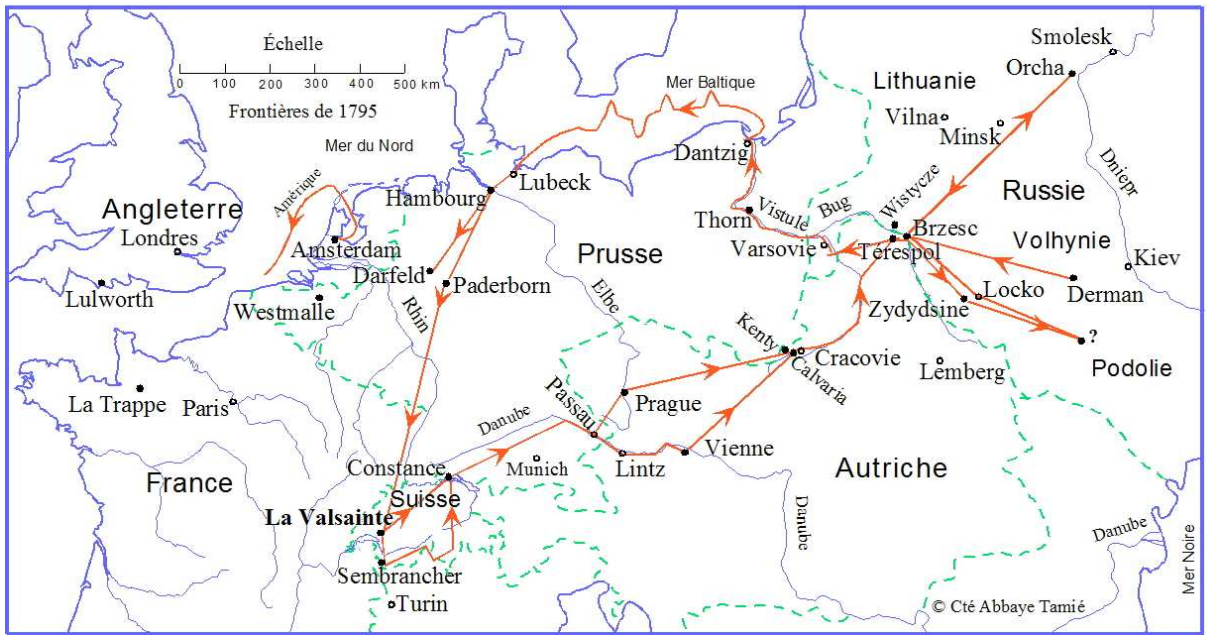 Échelle
0 100 200 300 400 500 km
Frontières de 1795
Mer du Nord
Mer Baltique
Smolesk
Orcha
Lithuanie
Vilna
Minsk
Dniepr
Dantzig
Lubeck
Hambourg
Amérique
Angleterre
Londres
Amsterdam
Lulworth
Darfeld
Paderborn
Westmalle
Rhin
Prusse
Elbe
Thorn
Vistule
Bug
Wistycze
Varsovie
Russie
Brzesc
Térespol
Volhynie
Kiev
Derman
Locko
Zydydsine
?
Podolie
Kenty
Cracovie
Calvaria
Lemberg
La Trappe
Paris
Prague
Passau
Danube
Vienne
Lintz
Munich
Constance
Suisse
France
Autriche
La Valsainte
Sembrancher
Turin
Danube
Danube
Mer Noire
© Cté Abbaye Tamié